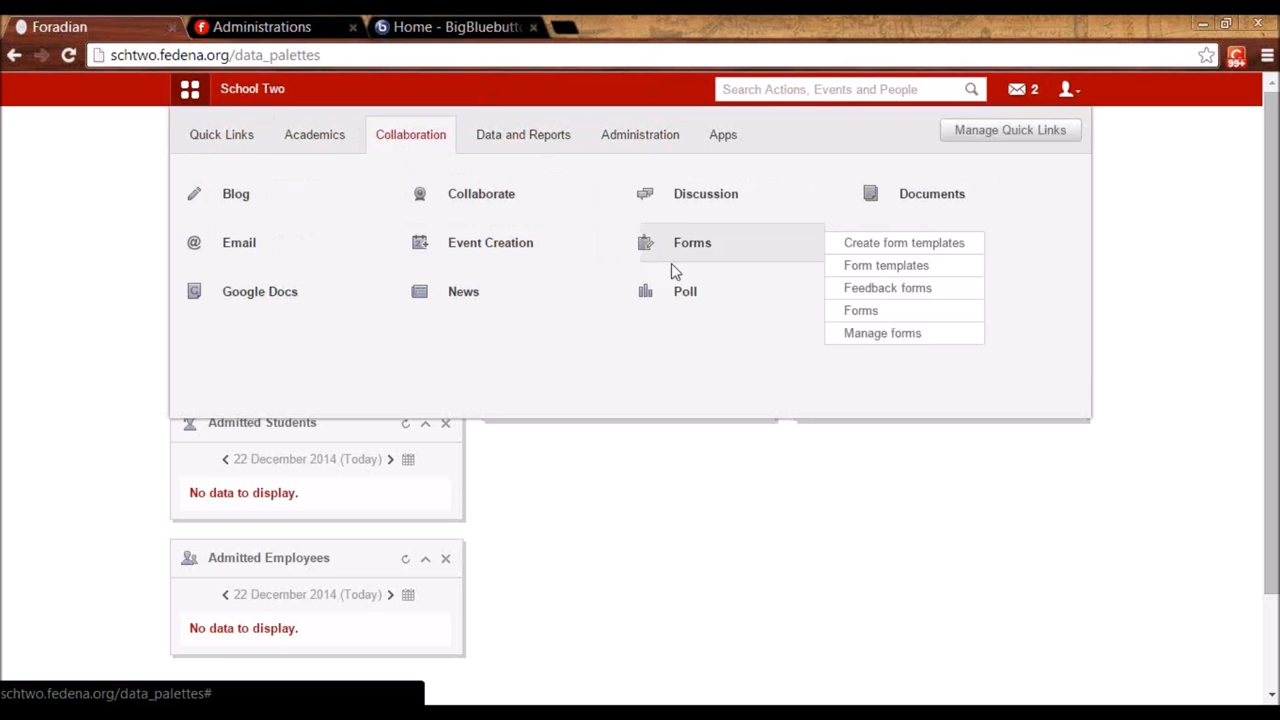 Foradian
Administrations
Home - BigBluebutt
schtwo.fedena.org/data_palettes
99+
School Two
Search Actions, Events and People
2
Quick Links
Academics
Collaboration
Data and Reports
Administration
Apps
Manage Quick Links
Blog
Collaborate
Discussion
Documents
Email
Event Creation
Forms
Create form templates
Form templates
Feedback forms
Forms
Manage forms
Google Docs
News
Poll
Admitted Students
22 December 2014 (Today)
No data to display.
Admitted Employees
22 December 2014 (Today)
No data to display.
schtwo.fedena.org/data_palettes#